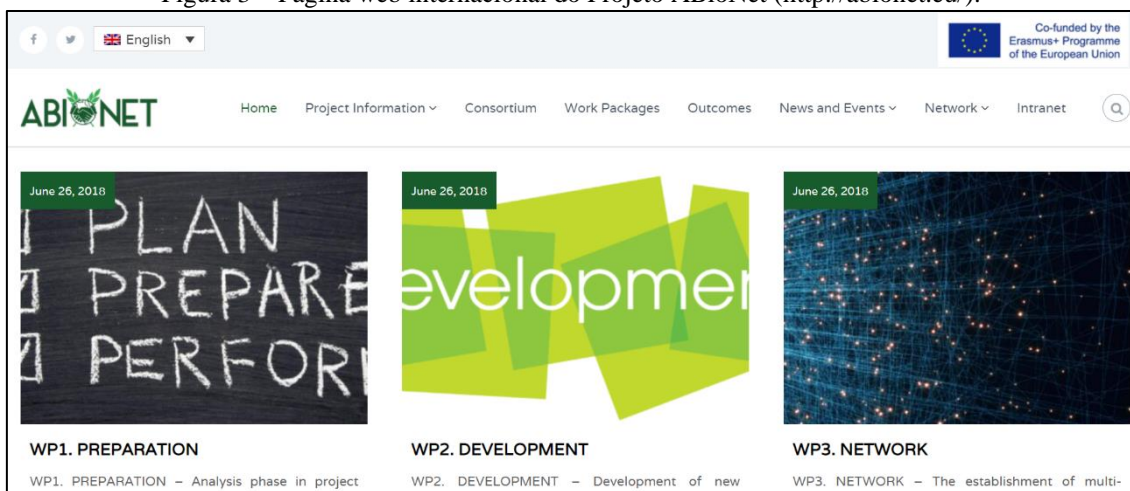 Figura 3 – Página web internacional do Projeto ABioNet (http://abionet.eu/).
English
Co-funded by the
Erasmus+ Programme
of the European Union
ABIONET
Home Project Information Consortium Work Packages Outcomes News and Events Network Intranet
June 26, 2018
PLAN
PREPARE
PERFOR
June 26, 2018
evelopmen
June 26, 2018
WP1. PREPARATION
WP1. PREPARATION – Analysis phase in project
WP2. DEVELOPMENT
WP2. DEVELOPMENT – Development of new
WP3. NETWORK
WP3. NETWORK – The establishment of multi-